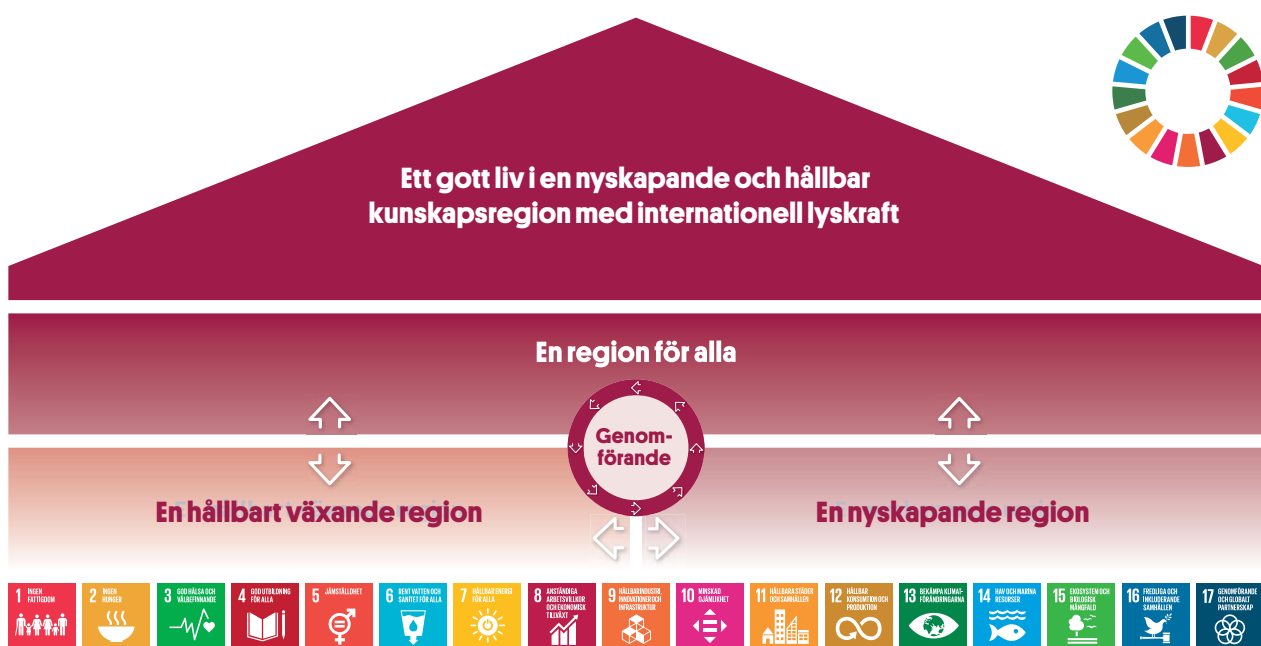 Ett gott liv i en nyskapande och hållbar
kunskapsregion med internationell lyskraft
En region för alla
Genom-
förande
En hållbart växande region
En nyskapande region
1 INGEN
FATTIGDOM
2 INGEN
HUNGER
3 GOD HÄLSA OCH
VÄLBEFINNANDE
4 GOD UTBILDNING
FÖR ALLA
5 JÄMSTÄLLDHET
6 RENT VATTEN OCH
SANITET FÖR ALLA
7 HÅLLBAR ENERGI
FÖR ALLA
8 ANSTÄNDIGA
ARBETSVILLKOR
OCH EKONOMISK
TILLVÄXT
9 HÅLLBAR INDUSTRI,
INNOVATIONER OCH
INFRASTRUKTUR
10 MINSKAD
OJÄMLIKHET
11 HÅLLBARA STÄDER
OCH SAMHÄLLEN
12 HÅLLBAR
KONSUMTION OCH
PRODUKTION
13 BEKÄMPA KLIMAT-
FÖRÄNDRINGARNA
14 HAV OCH MARINA
RESURSER
15 EKOSYSTEM OCH
BIOLOGISK
MÅNGFALD
16 FREDLIGA OCH
INKLUDERANDE
SAMHÄLLEN
17 GENOMFÖRANDE
OCH GLOBALT
PARTNERSKAP